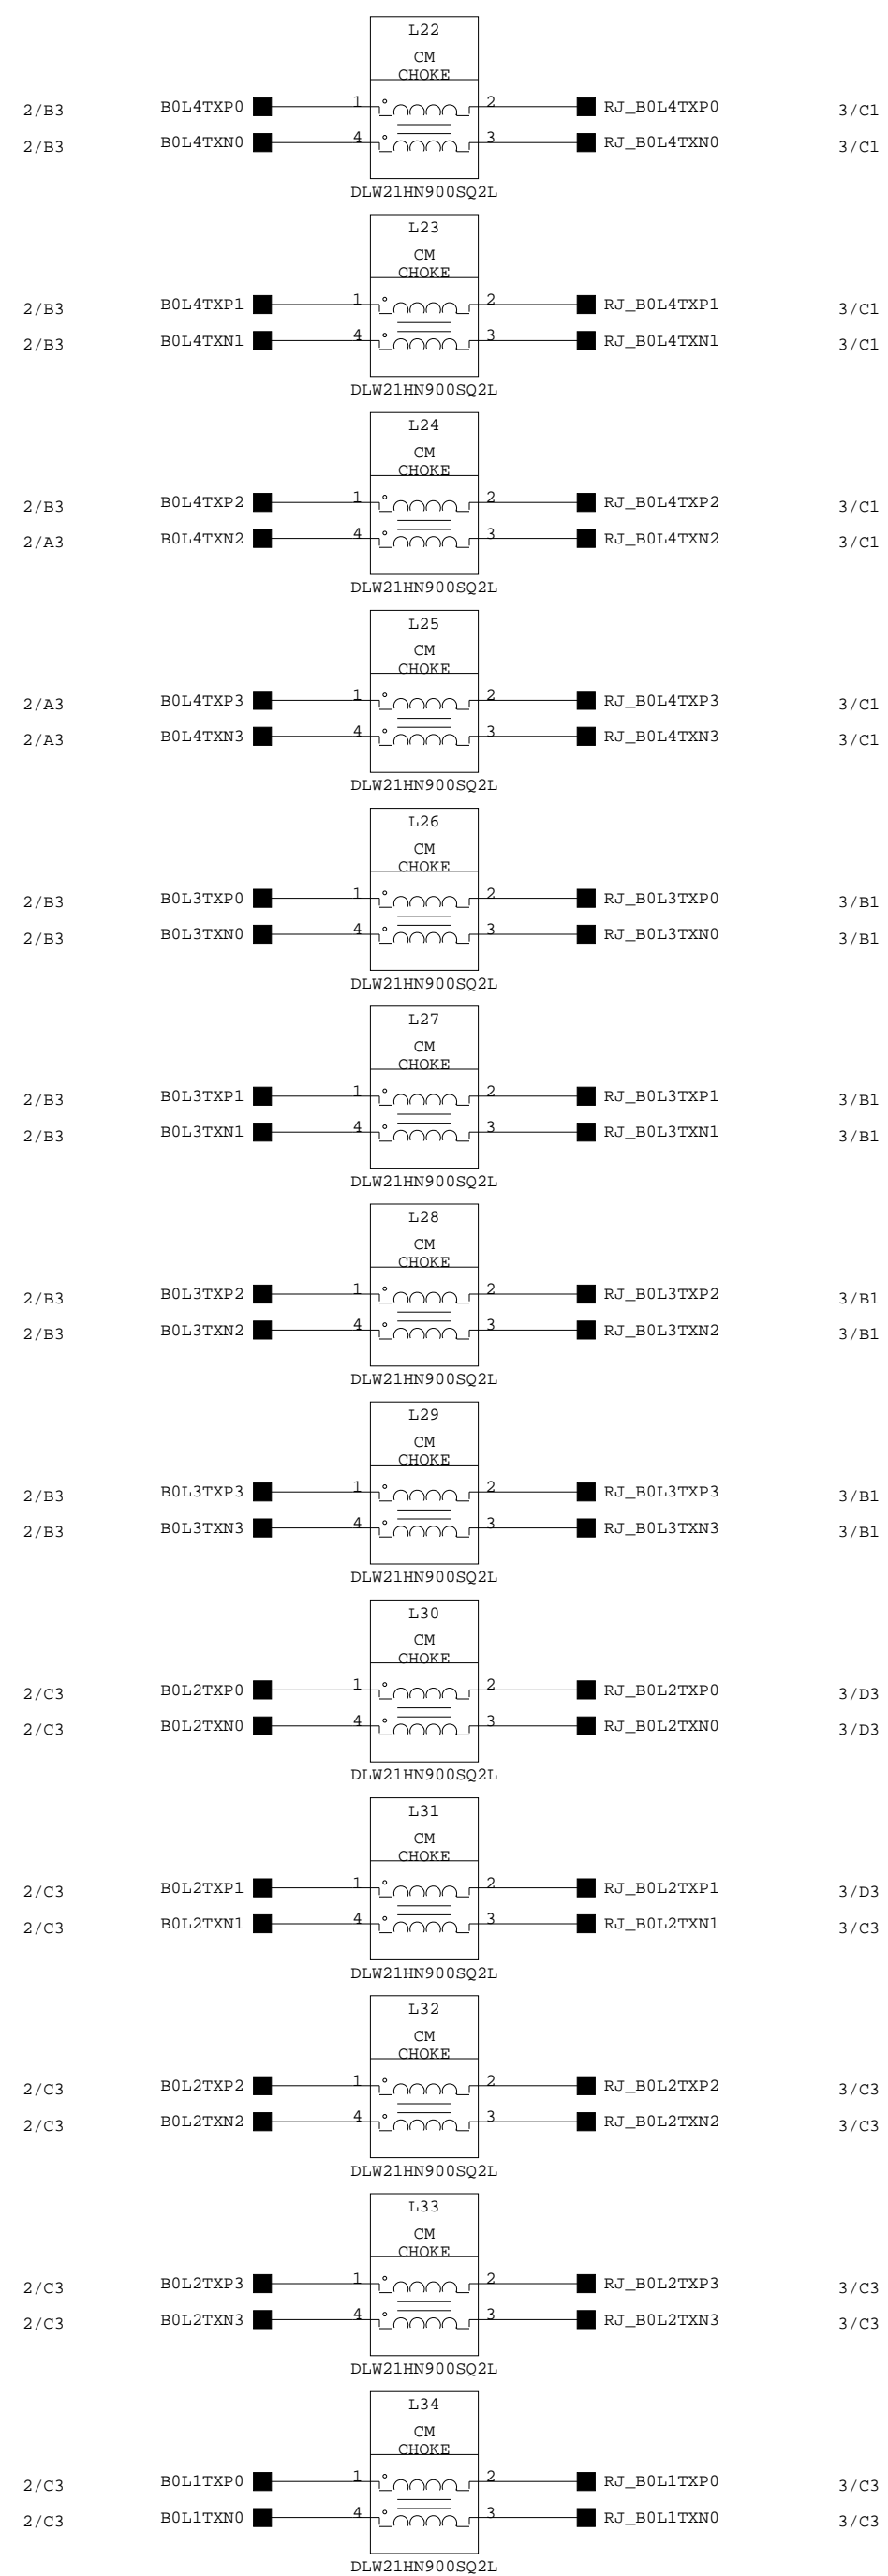 L22
CM
CHOKE
2/B3 B0L4TXP0 1 2 RJ_B0L4TXP0 3/C1
2/B3 B0L4TXN0 4 3 RJ_B0L4TXN0 3/C1
DLW21HN900SQ2L
L23
CM
CHOKE
2/B3 B0L4TXP1 1 2 RJ_B0L4TXP1 3/C1
2/B3 B0L4TXN1 4 3 RJ_B0L4TXN1 3/C1
DLW21HN900SQ2L
L24
CM
CHOKE
2/B3 B0L4TXP2 1 2 RJ_B0L4TXP2 3/C1
2/A3 B0L4TXN2 4 3 RJ_B0L4TXN2 3/C1
DLW21HN900SQ2L
L25
CM
CHOKE
2/A3 B0L4TXP3 1 2 RJ_B0L4TXP3 3/C1
2/A3 B0L4TXN3 4 3 RJ_B0L4TXN3 3/C1
DLW21HN900SQ2L
L26
CM
CHOKE
2/B3 B0L3TXP0 1 2 RJ_B0L3TXP0 3/B1
2/B3 B0L3TXN0 4 3 RJ_B0L3TXN0 3/B1
DLW21HN900SQ2L
L27
CM
CHOKE
2/B3 B0L3TXP1 1 2 RJ_B0L3TXP1 3/B1
2/B3 B0L3TXN1 4 3 RJ_B0L3TXN1 3/B1
DLW21HN900SQ2L
L28
CM
CHOKE
2/B3 B0L3TXP2 1 2 RJ_B0L3TXP2 3/B1
2/B3 B0L3TXN2 4 3 RJ_B0L3TXN2 3/B1
DLW21HN900SQ2L
L29
CM
CHOKE
2/B3 B0L3TXP3 1 2 RJ_B0L3TXP3 3/B1
2/B3 B0L3TXN3 4 3 RJ_B0L3TXN3 3/B1
DLW21HN900SQ2L
L30
CM
CHOKE
2/C3 B0L2TXP0 1 2 RJ_B0L2TXP0 3/D3
2/C3 B0L2TXN0 4 3 RJ_B0L2TXN0 3/D3
DLW21HN900SQ2L
L31
CM
CHOKE
2/C3 B0L2TXP1 1 2 RJ_B0L2TXP1 3/D3
2/C3 B0L2TXN1 4 3 RJ_B0L2TXN1 3/C3
DLW21HN900SQ2L
L32
CM
CHOKE
2/C3 B0L2TXP2 1 2 RJ_B0L2TXP2 3/C3
2/C3 B0L2TXN2 4 3 RJ_B0L2TXN2 3/C3
DLW21HN900SQ2L
L33
CM
CHOKE
2/C3 B0L2TXP3 1 2 RJ_B0L2TXP3 3/C3
2/C3 B0L2TXN3 4 3 RJ_B0L2TXN3 3/C3
DLW21HN900SQ2L
L34
CM
CHOKE
2/C3 B0L1TXP0 1 2 RJ_B0L1TXP0 3/C3
2/C3 B0L1TXN0 4 3 RJ_B0L1TXN0 3/C3
DLW21HN900SQ2L